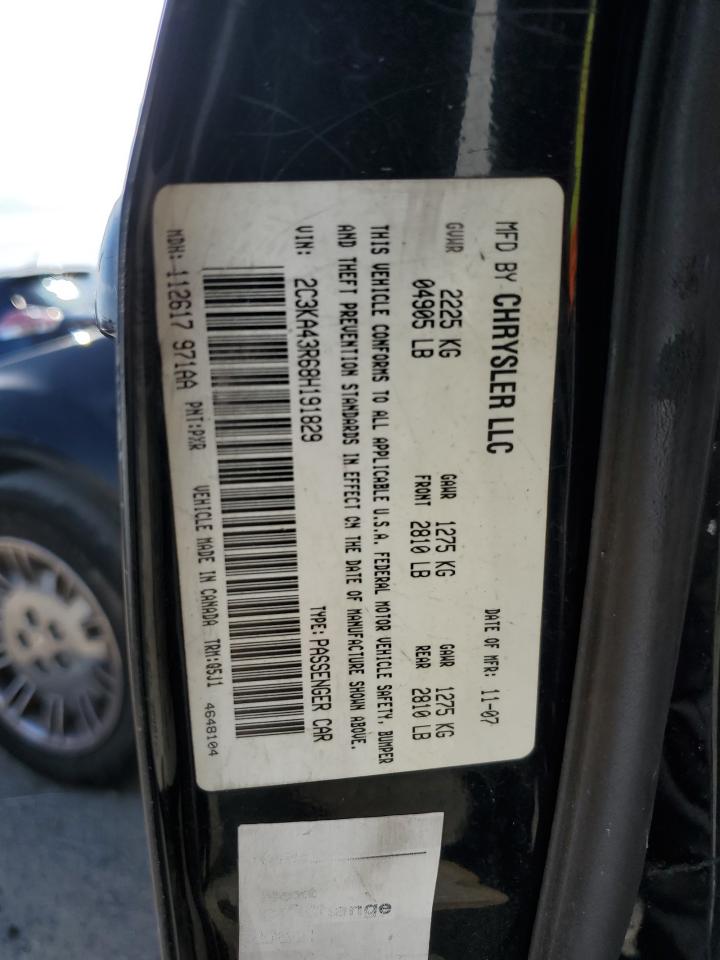 MFD BY CHRYSLER LLC DATE OF MFR: 11-07
GVWR 2225 KG GAWR 1275 KG GAWR 1275 KG
04905 LB FRONT 2810 LB REAR 2810 LB
THIS VEHICLE CONFORMS TO ALL APPLICABLE U.S.A. FEDERAL MOTOR VEHICLE SAFETY, BUMPER
AND THEFT PREVENTION STANDARDS IN EFFECT ON THE DATE OF MANUFACTURE SHOWN ABOVE.
VIN: 2C3KA43R68H191829 TYPE: PASSENGER CAR
MDH: 112617 971AA PNT:PXR VEHICLE MADE IN CANADA TRM:Q5J1 4648104